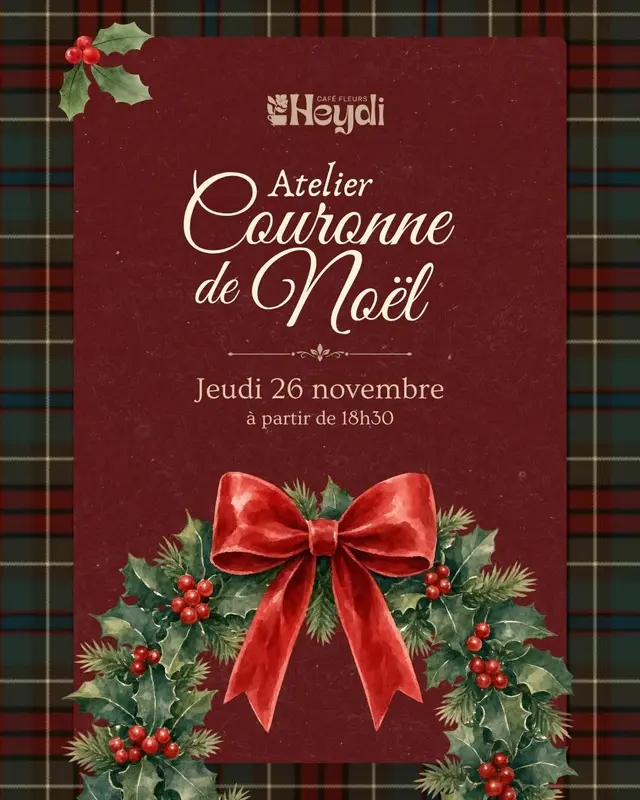 CAFÉ FLEURS
Heydi
Atelier
Couronne
de Noël
Jeudi 26 novembre
à partir de 18h30